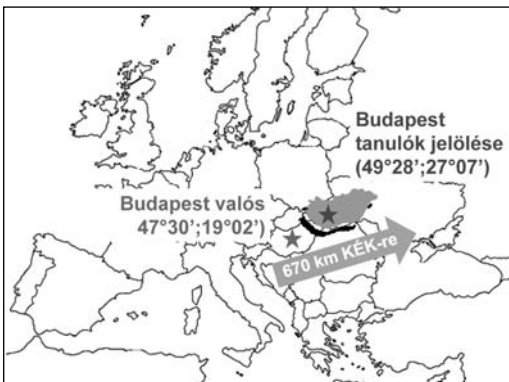 Budapest
tanulók jelölése
(49°28’;27°07’)
Budapest valós
47°30’;19°02’)
670 km KÉK-re